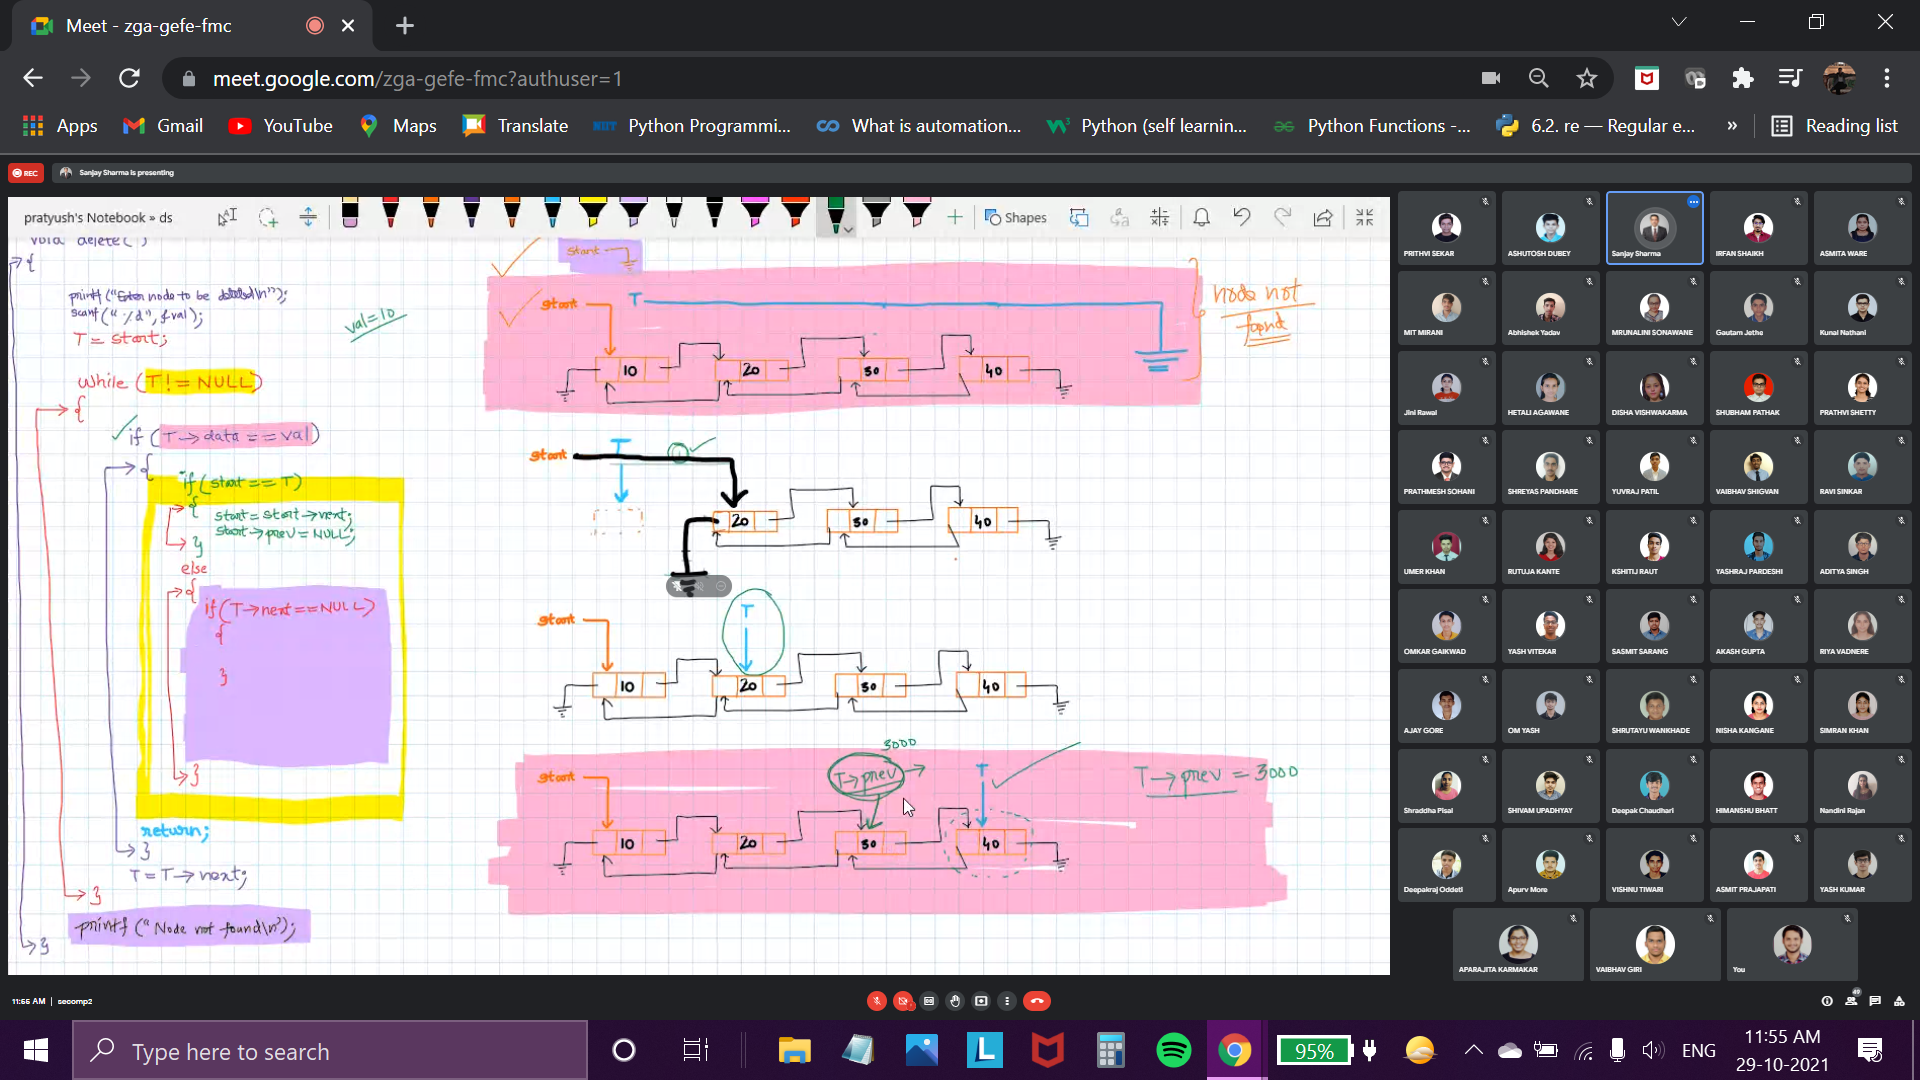 Meet - zga-gefe-fmc
meet.google.com/zga-gefe-fmc?authuser=1
Apps
Gmail
YouTube
Maps
Translate
Python Programmi...
What is automation...
Python (self learnin...
Python Functions -...
6.2. re — Regular e...
»
Reading list
REC
Sanjay Sharma is presenting
pratyush's Notebook » ds
Shapes
void delete( )
{
printf("Enter node to be deleted\n");
scanf("%d", &val);
T = start;
val=10
while (T != NULL)
{
if (T→data == val)
{
if (start == T)
{
start = start→next;
start→prev = NULL;
}
else
{
if (T→next == NULL)
{
}
}
return;
}
T = T→next;
}
printf ("Node not found\n");
}
start
start
T
node not
found
10
20
30
40
start
T
1
20
30
40
start
T
10
20
30
40
3000
start
T→prev
T
T→prev = 3000
10
20
30
40
PRITHVI SEKAR
ASHUTOSH DUBEY
Sanjay Sharma
IRFAN SHAIKH
ASMITA WARE
MIT MIRANI
Abhishek Yadav
MRUNALINI SONAWANE
Gautam Jethe
Kunal Nathani
Jini Rawal
HETALI AGAWANE
DISHA VISHWAKARMA
SHUBHAM PATHAK
PRATHVI SHETTY
PRATHMESH SOHANI
SHREYAS PANDHARE
YUVRAJ PATIL
VAIBHAV SHIGVAN
RAVI SINKAR
UMER KHAN
RUTUJA KANTE
KSHITIJ RAUT
YASHRAJ PARDESHI
ADITYA SINGH
OMKAR GAIKWAD
YASH VITEKAR
SASMIT SARANG
AKASH GUPTA
RIYA VADNERE
AJAY GORE
OM YASH
SHRUTAYU WANKHADE
NISHA KANGANE
SIMRAN KHAN
Shraddha Pisal
SHIVAM UPADHYAY
Deepak Chaudhari
HIMANSHU BHATT
Nandini Rajan
Deepakraj Oddeti
Apurv More
VISHNU TIWARI
ASMIT PRAJAPATI
YASH KUMAR
APARAJITA KARMAKAR
VAIBHAV GIRI
You
11:55 AM | secomp2
49
Type here to search
95%
ENG
11:55 AM
29-10-2021